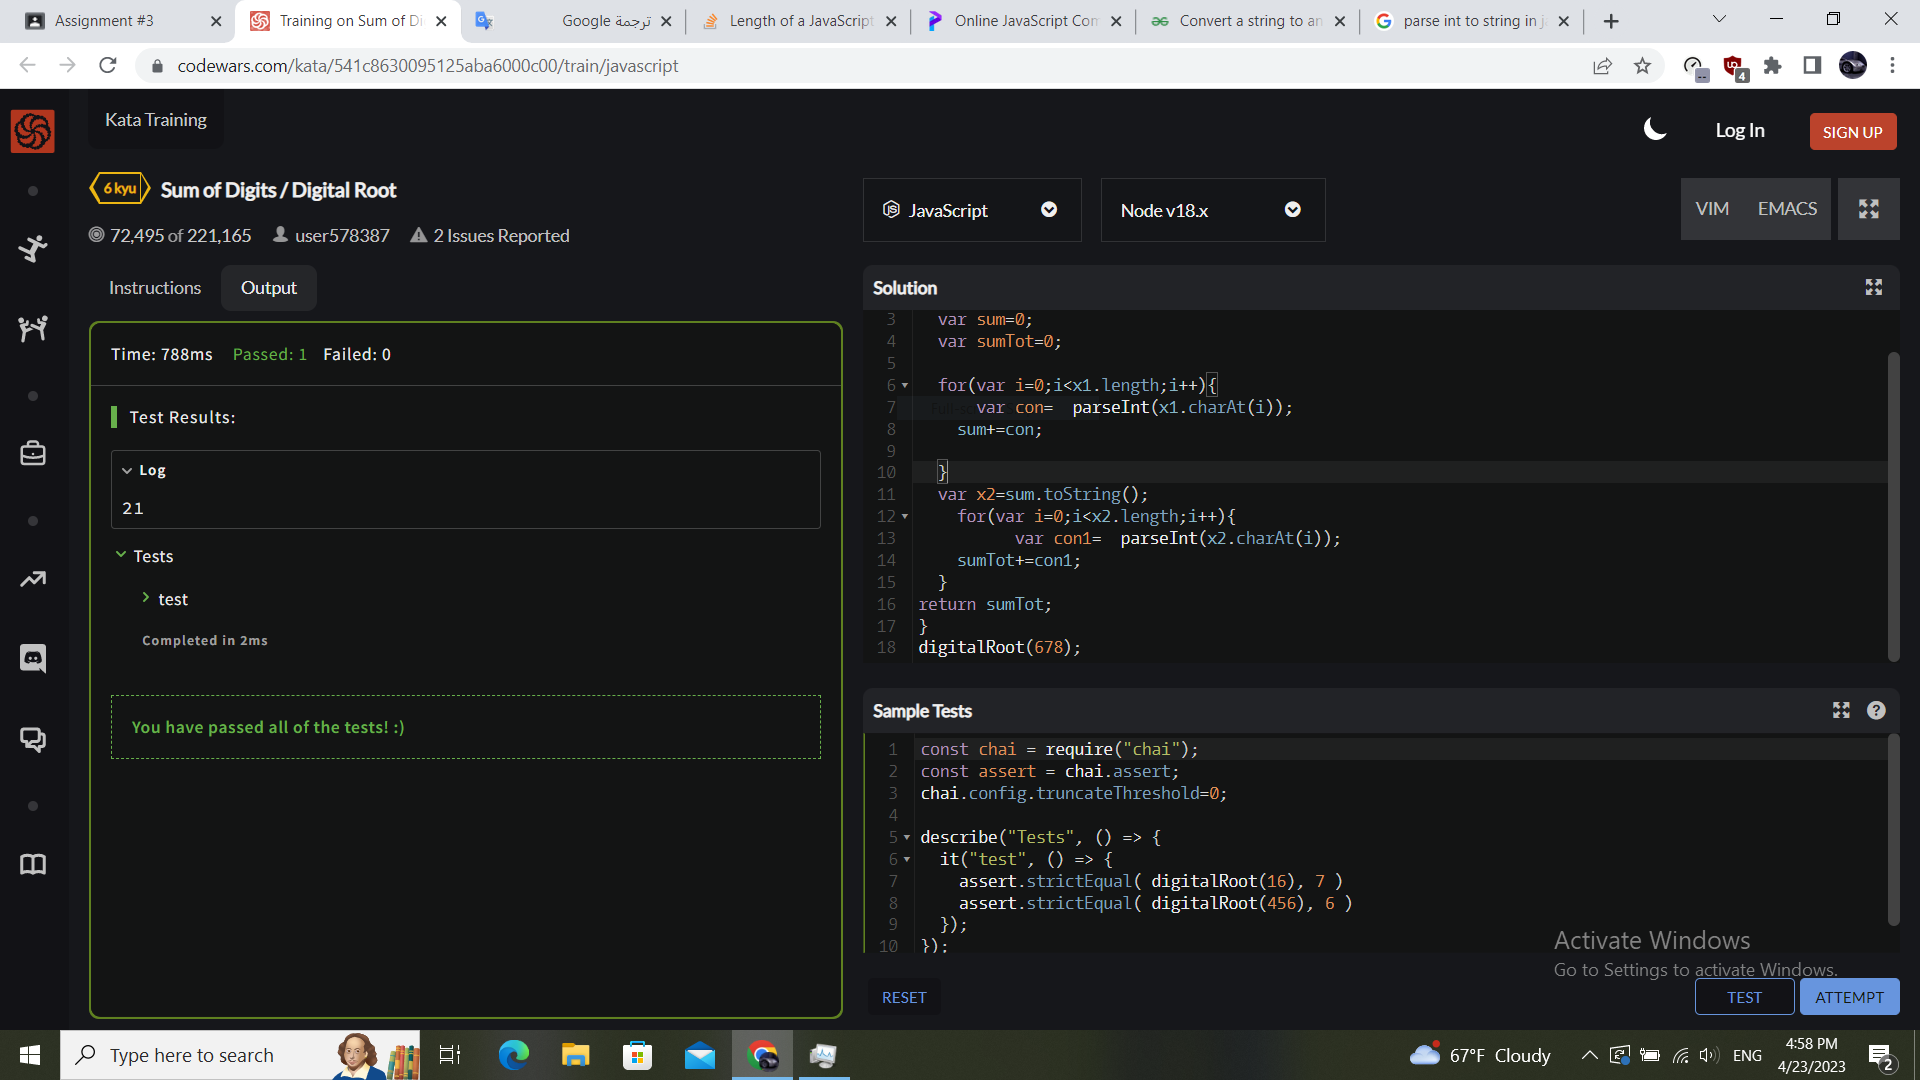 Assignment #3
Training on Sum of Di
ترجمة Google
Length of a JavaScript
Online JavaScript Com
Convert a string to an
parse int to string in j
codewars.com/kata/541c8630095125aba6000c00/train/javascript
4
Kata Training
Log In
SIGN UP
6 kyu
Sum of Digits / Digital Root
72,495 of 221,165
user578387
2 Issues Reported
JavaScript
Node v18.x
VIM
EMACS
Instructions
Output
Time: 788ms
Passed: 1
Failed: 0
Test Results:
Log
21
Tests
test
Completed in 2ms
You have passed all of the tests! :)
Solution
3 var sum=0;
4 var sumTot=0;
5
6 for(var i=0;i<x1.length;i++){
7 var con=  parseInt(x1.charAt(i));
8 sum+=con;
9
10 }
11 var x2=sum.toString();
12 for(var i=0;i<x2.length;i++){
13 var con1=  parseInt(x2.charAt(i));
14 sumTot+=con1;
15 }
16 return sumTot;
17 }
18 digitalRoot(678);
Sample Tests
1 const chai = require("chai");
2 const assert = chai.assert;
3 chai.config.truncateThreshold=0;
4
5 describe("Tests", () => {
6 it("test", () => {
7 assert.strictEqual( digitalRoot(16), 7 )
8 assert.strictEqual( digitalRoot(456), 6 )
9 });
10 });
Activate Windows
Go to Settings to activate Windows.
RESET
TEST
ATTEMPT
Type here to search
67°F Cloudy
ENG
4:58 PM
4/23/2023
2